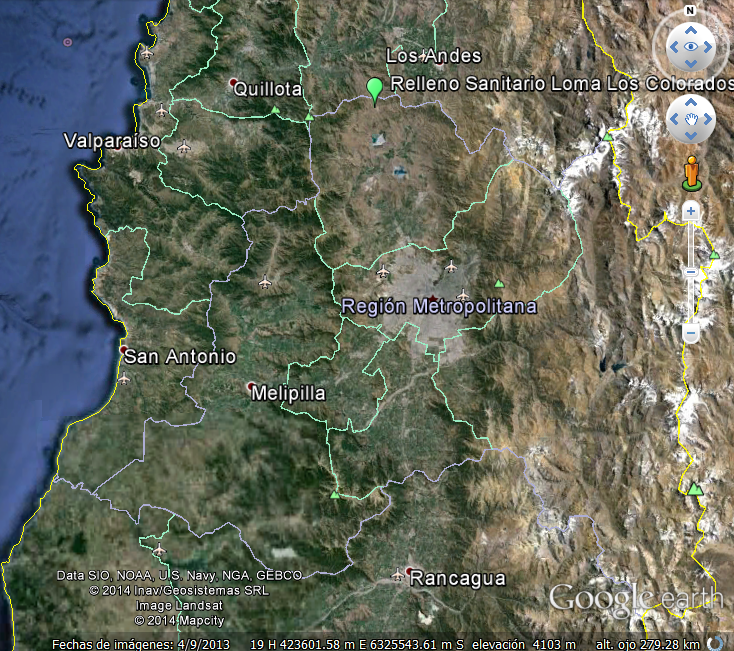 N
Los Andes
Relleno Sanitario Loma Los Colorados
Quillota
Valparaíso
Región Metropolitana
San Antonio
Melipilla
Rancagua
Data SIO, NOAA, U.S. Navy, NGA, GEBCO
© 2014 Inav/Geosistemas SRL
Image Landsat
© 2014 Mapcity
Google earth
Fechas de imágenes: 4/9/2013 19 H 423601.58 m E 6325543.61 m S elevación 4103 m alt. ojo 279.28 km